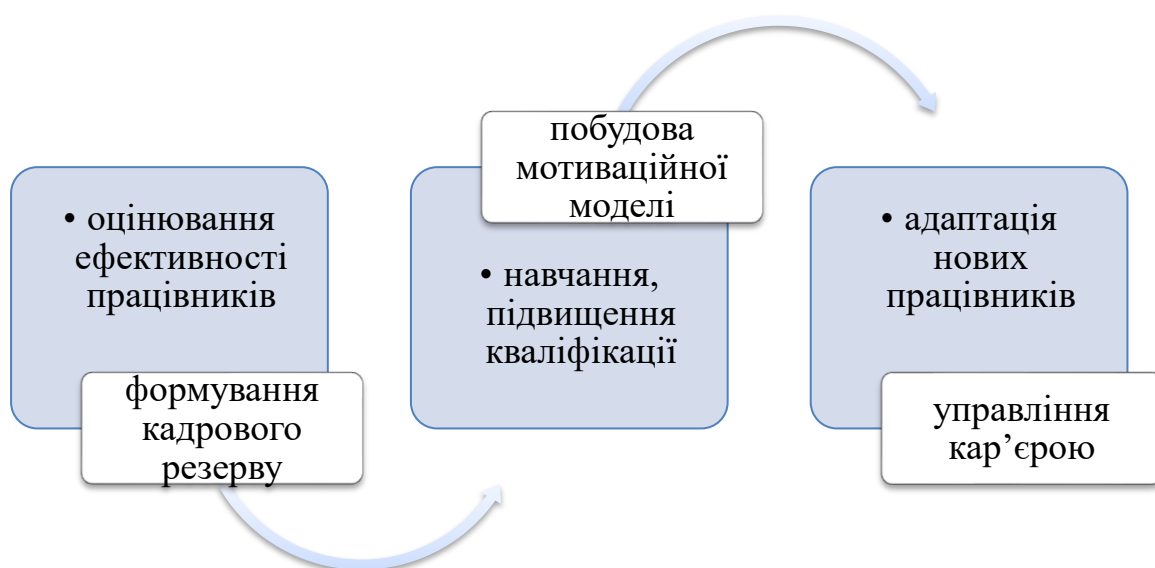 • оцінювання
ефективності
працівників
формування
кадрового
резерву
побудова
мотиваційної
моделі
• навчання,
підвищення
кваліфікації
• адаптація
нових
працівників
управління
кар’єрою